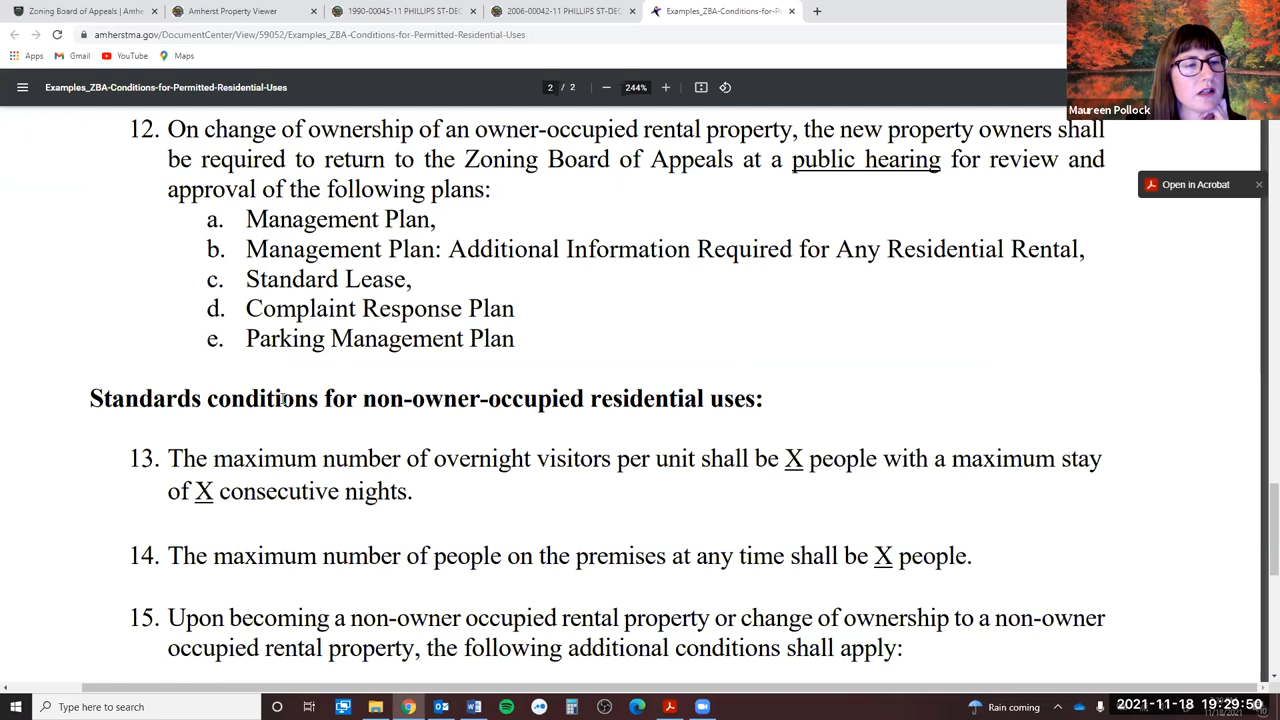 Zoning Board of Appeals | Amhe
Amherst Property Viewer
1990-00045-11 PHILLIPS ST-DEC
2006-00042-11 PHILLIPS ST-DEC
Examples_ZBA-Conditions-for-P
amherstma.gov/DocumentCenter/View/59052/Examples_ZBA-Conditions-for-Permitted-Residential-Uses
Apps Gmail YouTube Maps
Examples_ZBA-Conditions-for-Permitted-Residential-Uses 2 / 2 244%
Maureen Pollock
Open in Acrobat
12. On change of ownership of an owner-occupied rental property, the new property owners shall
be required to return to the Zoning Board of Appeals at a public hearing for review and
approval of the following plans:
a. Management Plan,
b. Management Plan: Additional Information Required for Any Residential Rental,
c. Standard Lease,
d. Complaint Response Plan
e. Parking Management Plan
Standards conditions for non-owner-occupied residential uses:
13. The maximum number of overnight visitors per unit shall be X people with a maximum stay
of X consecutive nights.
14. The maximum number of people on the premises at any time shall be X people.
15. Upon becoming a non-owner occupied rental property or change of ownership to a non-owner
occupied rental property, the following additional conditions shall apply:
Type here to search
Rain coming
2021-11-18 19:29:50